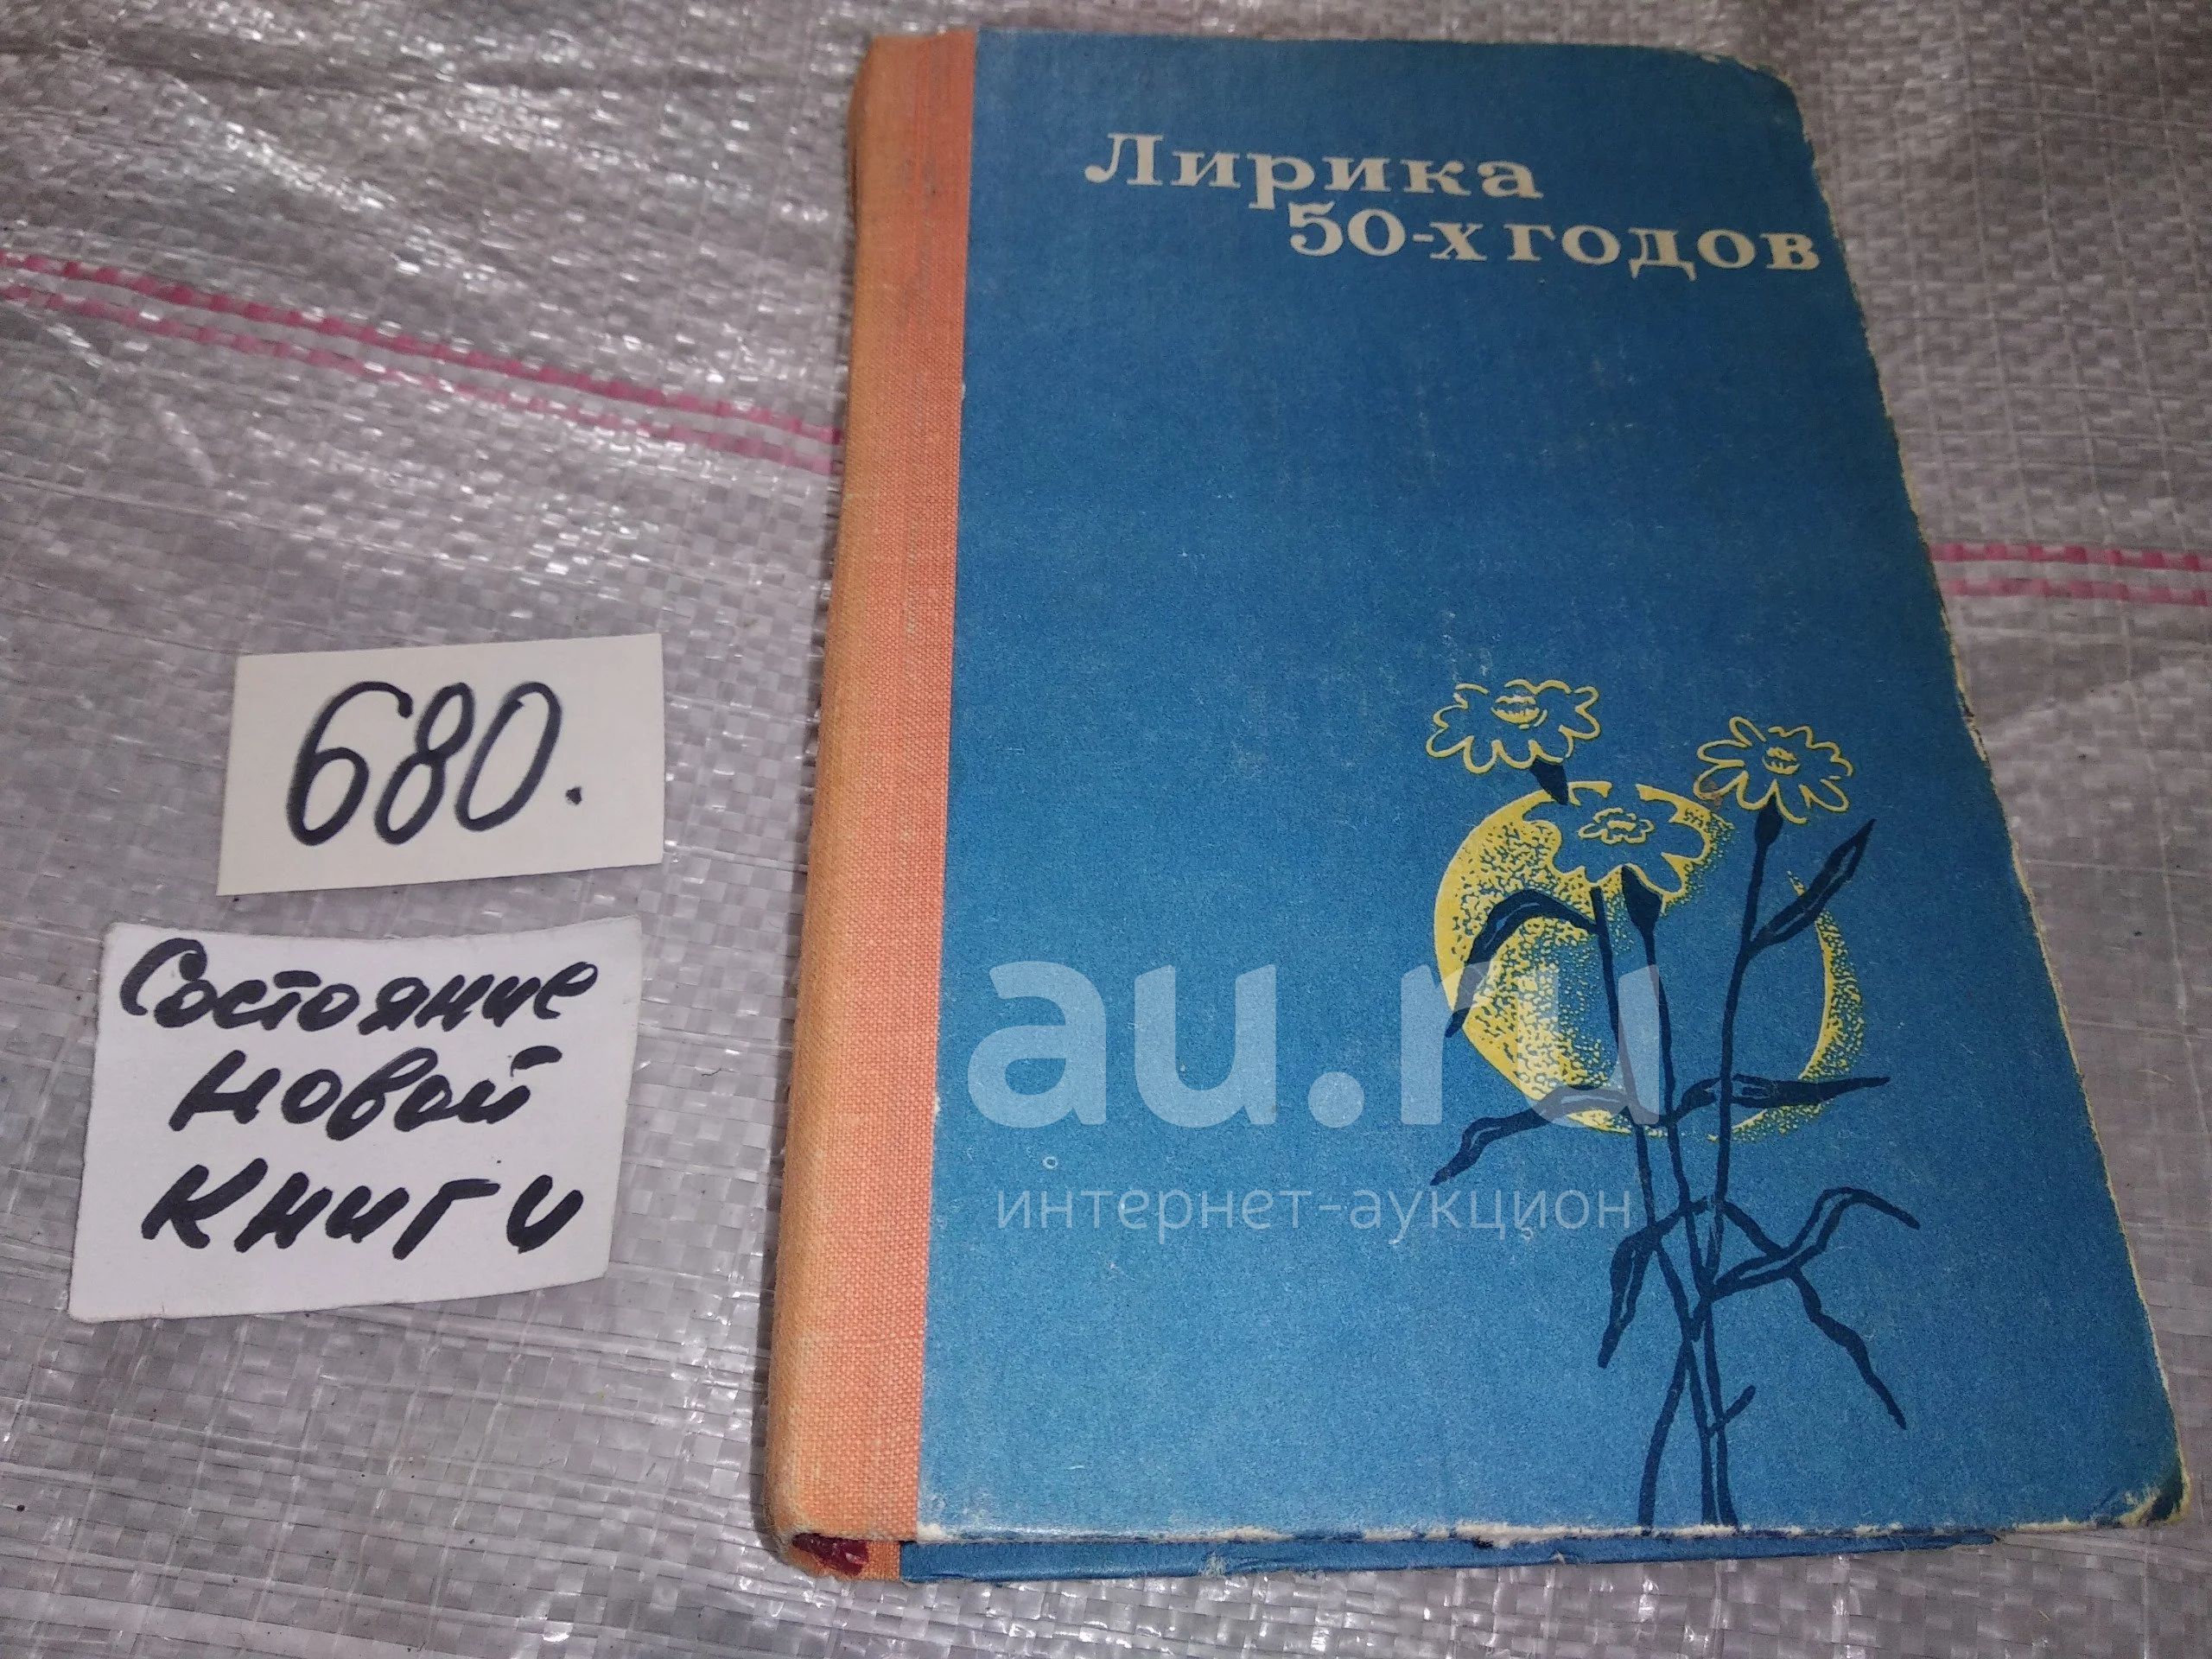 Лирика
50-х годов
680.
Состояние
новой
книги
au.ru
интернет-аукцион